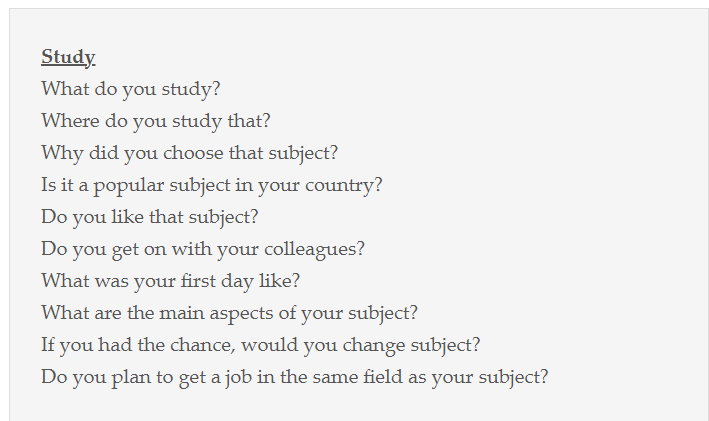 Study
What do you study?
Where do you study that?
Why did you choose that subject?
Is it a popular subject in your country?
Do you like that subject?
Do you get on with your colleagues?
What was your first day like?
What are the main aspects of your subject?
If you had the chance, would you change subject?
Do you plan to get a job in the same field as your subject?